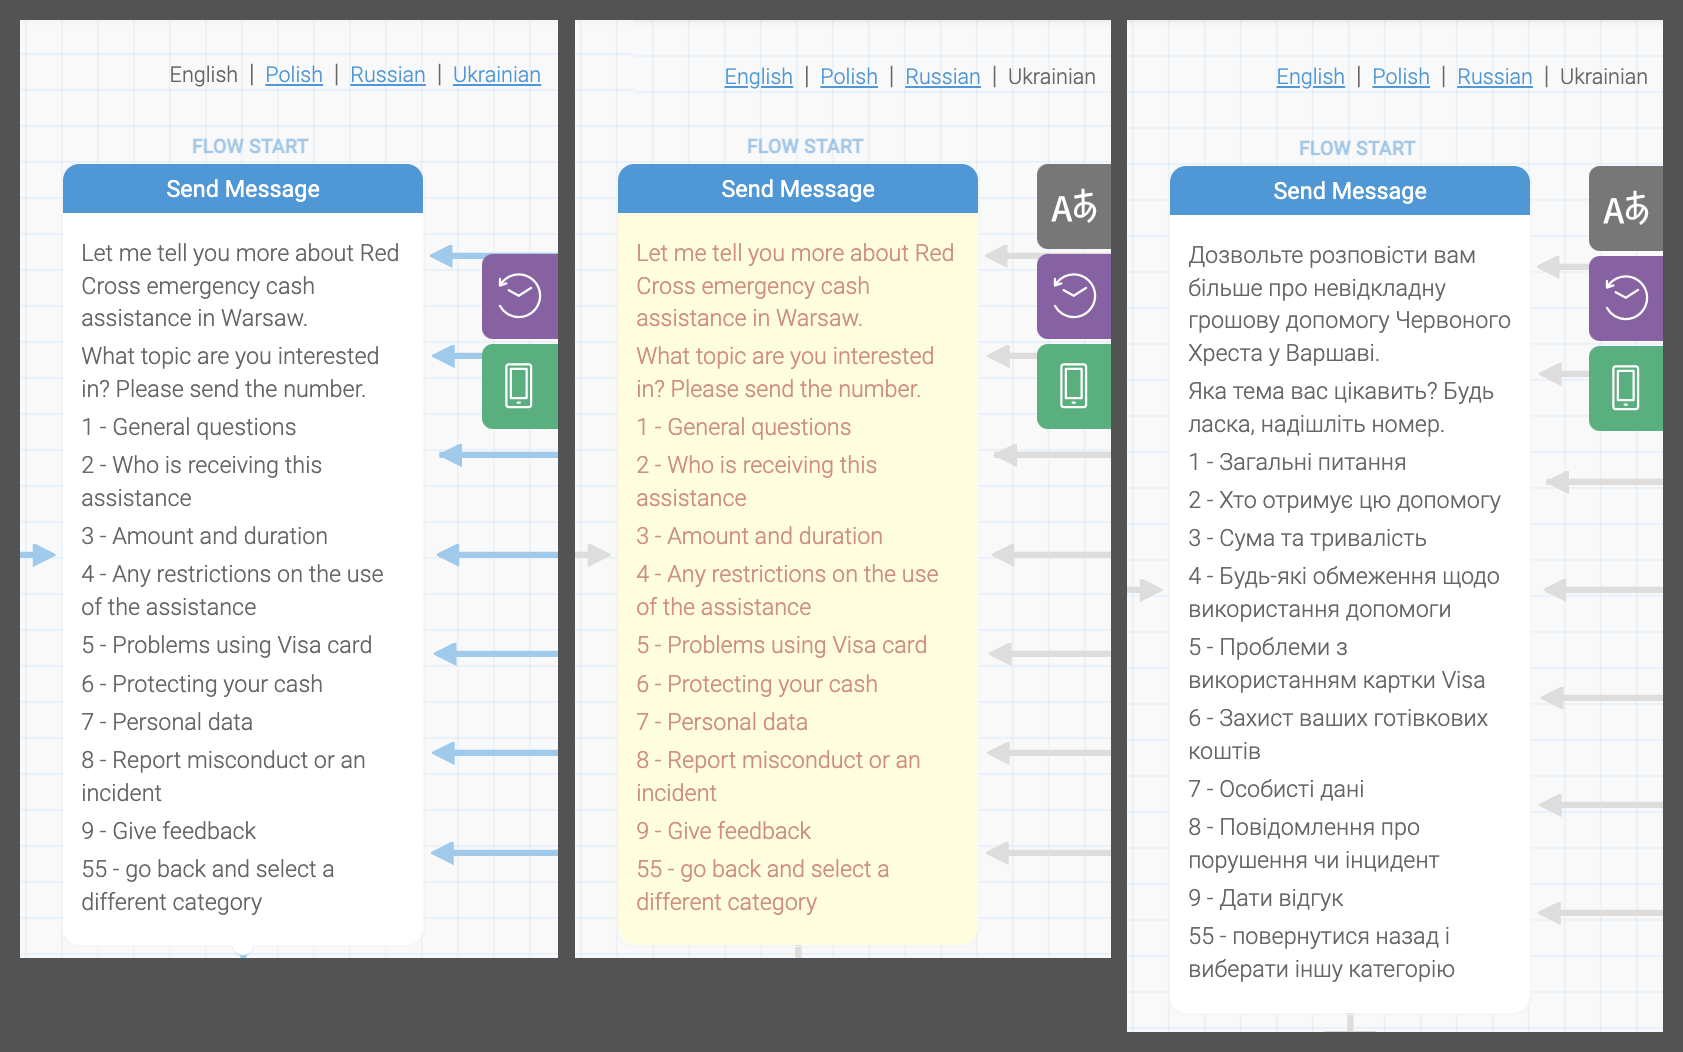 English | Polish | Russian | Ukrainian
FLOW START
Send Message
Let me tell you more about Red
Cross emergency cash
assistance in Warsaw.
What topic are you interested
in? Please send the number.
1 - General questions
2 - Who is receiving this
assistance
3 - Amount and duration
4 - Any restrictions on the use
of the assistance
5 - Problems using Visa card
6 - Protecting your cash
7 - Personal data
8 - Report misconduct or an
incident
9 - Give feedback
55 - go back and select a
different category
English | Polish | Russian | Ukrainian
FLOW START
Send Message
Aあ
Let me tell you more about Red
Cross emergency cash
assistance in Warsaw.
What topic are you interested
in? Please send the number.
1 - General questions
2 - Who is receiving this
assistance
3 - Amount and duration
4 - Any restrictions on the use
of the assistance
5 - Problems using Visa card
6 - Protecting your cash
7 - Personal data
8 - Report misconduct or an
incident
9 - Give feedback
55 - go back and select a
different category
English | Polish | Russian | Ukrainian
FLOW START
Send Message
Aあ
Дозвольте розповісти вам
більше про невідкладну
грошову допомогу Червоного
Хреста у Варшаві.
Яка тема вас цікавить? Будь
ласка, надішліть номер.
1 - Загальні питання
2 - Хто отримує цю допомогу
3 - Сума та тривалість
4 - Будь-які обмеження щодо
використання допомоги
5 - Проблеми з
використанням картки Visa
6 - Захист ваших готівкових
коштів
7 - Особисті дані
8 - Повідомлення про
порушення чи інцидент
9 - Дати відгук
55 - повернутися назад і
виберати іншу категорію